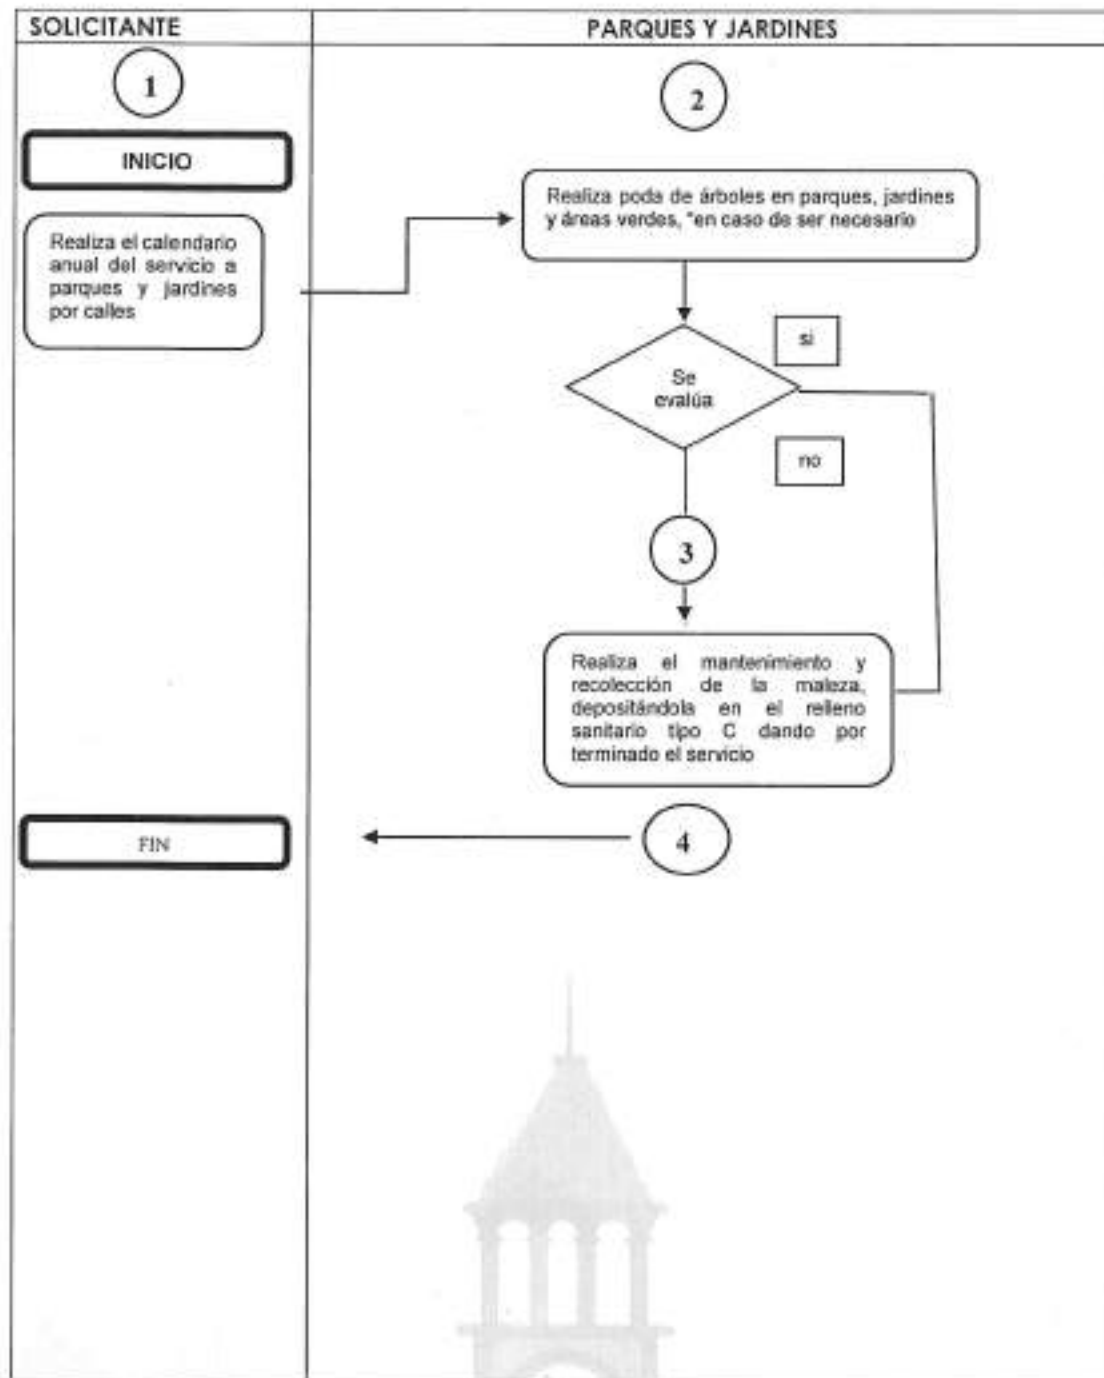 SOLICITANTE
PARQUES Y JARDINES
1
2
INICIO
Realiza poda de árboles en parques, jardines
y áreas verdes, *en caso de ser necesario
Realiza el calendario
anual del servicio a
parques y jardines
por calles
si
Se
evalúa
no
3
Realiza el mantenimiento y
recolección de la maleza,
depositándola en el relleno
sanitario tipo C dando por
terminado el servicio
FIN
4